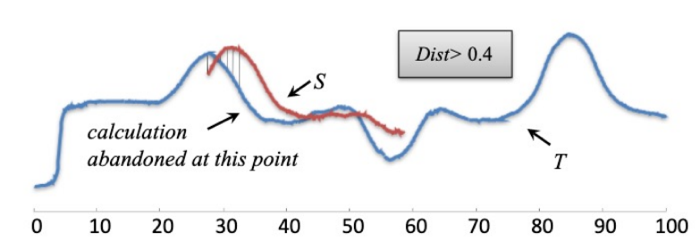 Dist> 0.4
S
calculation
abandoned at this point
T
0 10 20 30 40 50 60 70 80 90 100